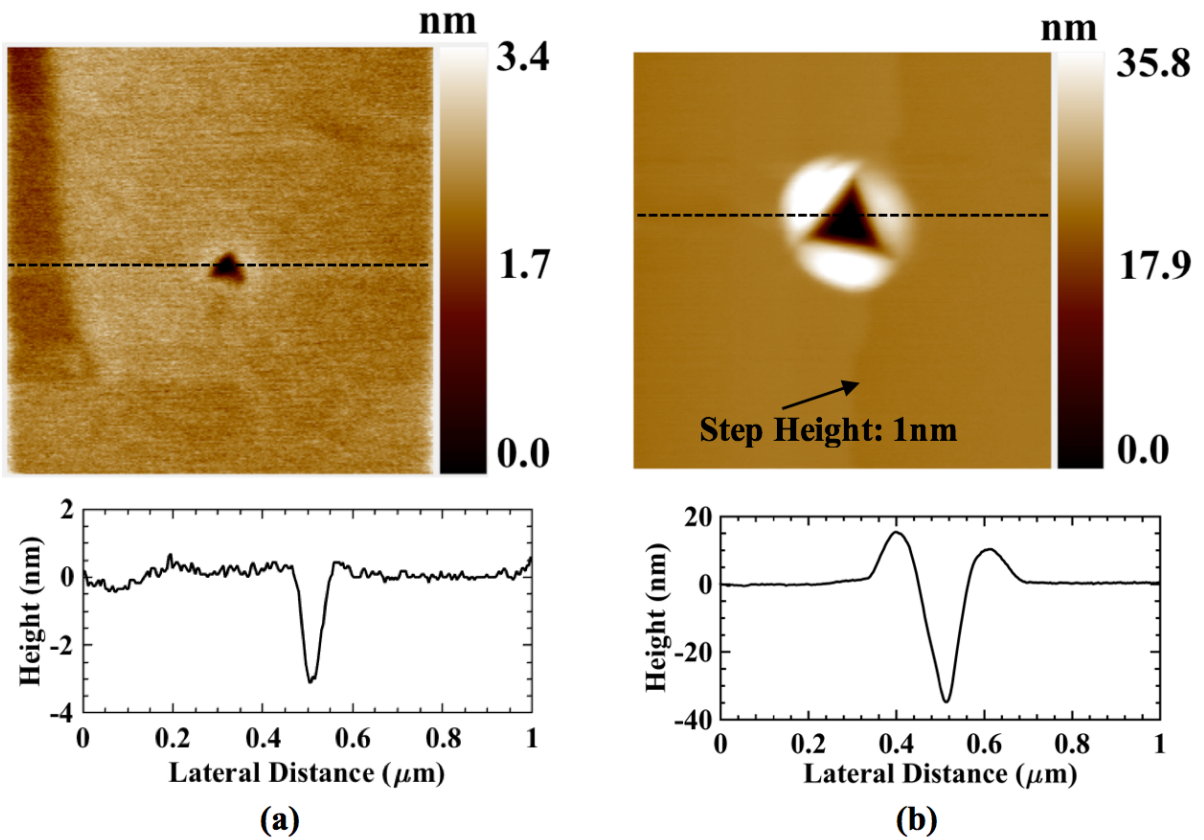 nm
3.4
1.7
0.0
2
0
-2
-4
Height (nm)
0 0.2 0.4 0.6 0.8 1
Lateral Distance (μm)
(a)
nm
35.8
17.9
0.0
Step Height: 1nm
20
0
-20
-40
Height (nm)
0 0.2 0.4 0.6 0.8 1
Lateral Distance (μm)
(b)